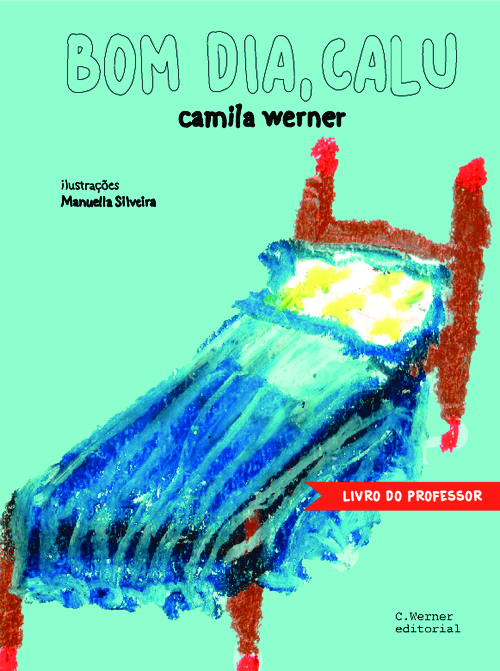 BOM DIA, CALU
camila werner
ilustrações
Manuella Silveira
LIVRO DO PROFESSOR
C.Werner
editorial